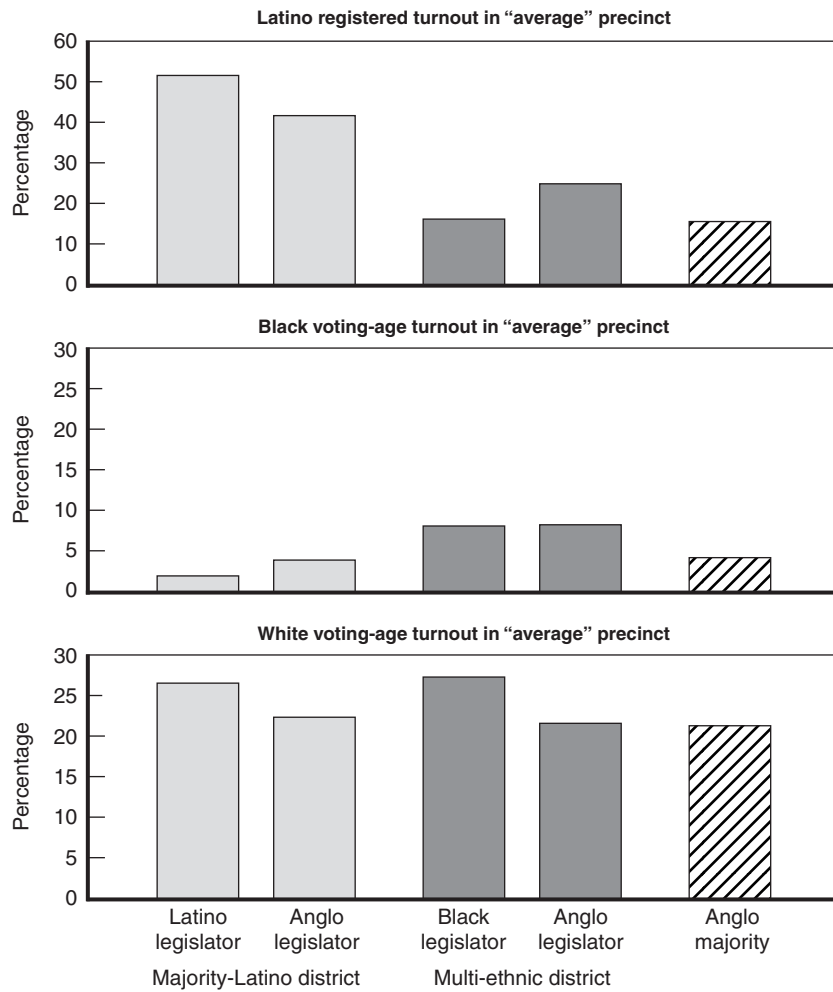 Latino registered turnout in “average” precinct
60
50
40
30
20
10
0
Percentage
Black voting-age turnout in “average” precinct
30
25
20
15
10
5
0
Percentage
White voting-age turnout in “average” precinct
30
25
20
15
10
5
0
Percentage
Latino legislator
Anglo legislator
Black legislator
Anglo legislator
Anglo majority
Majority-Latino district
Multi-ethnic district